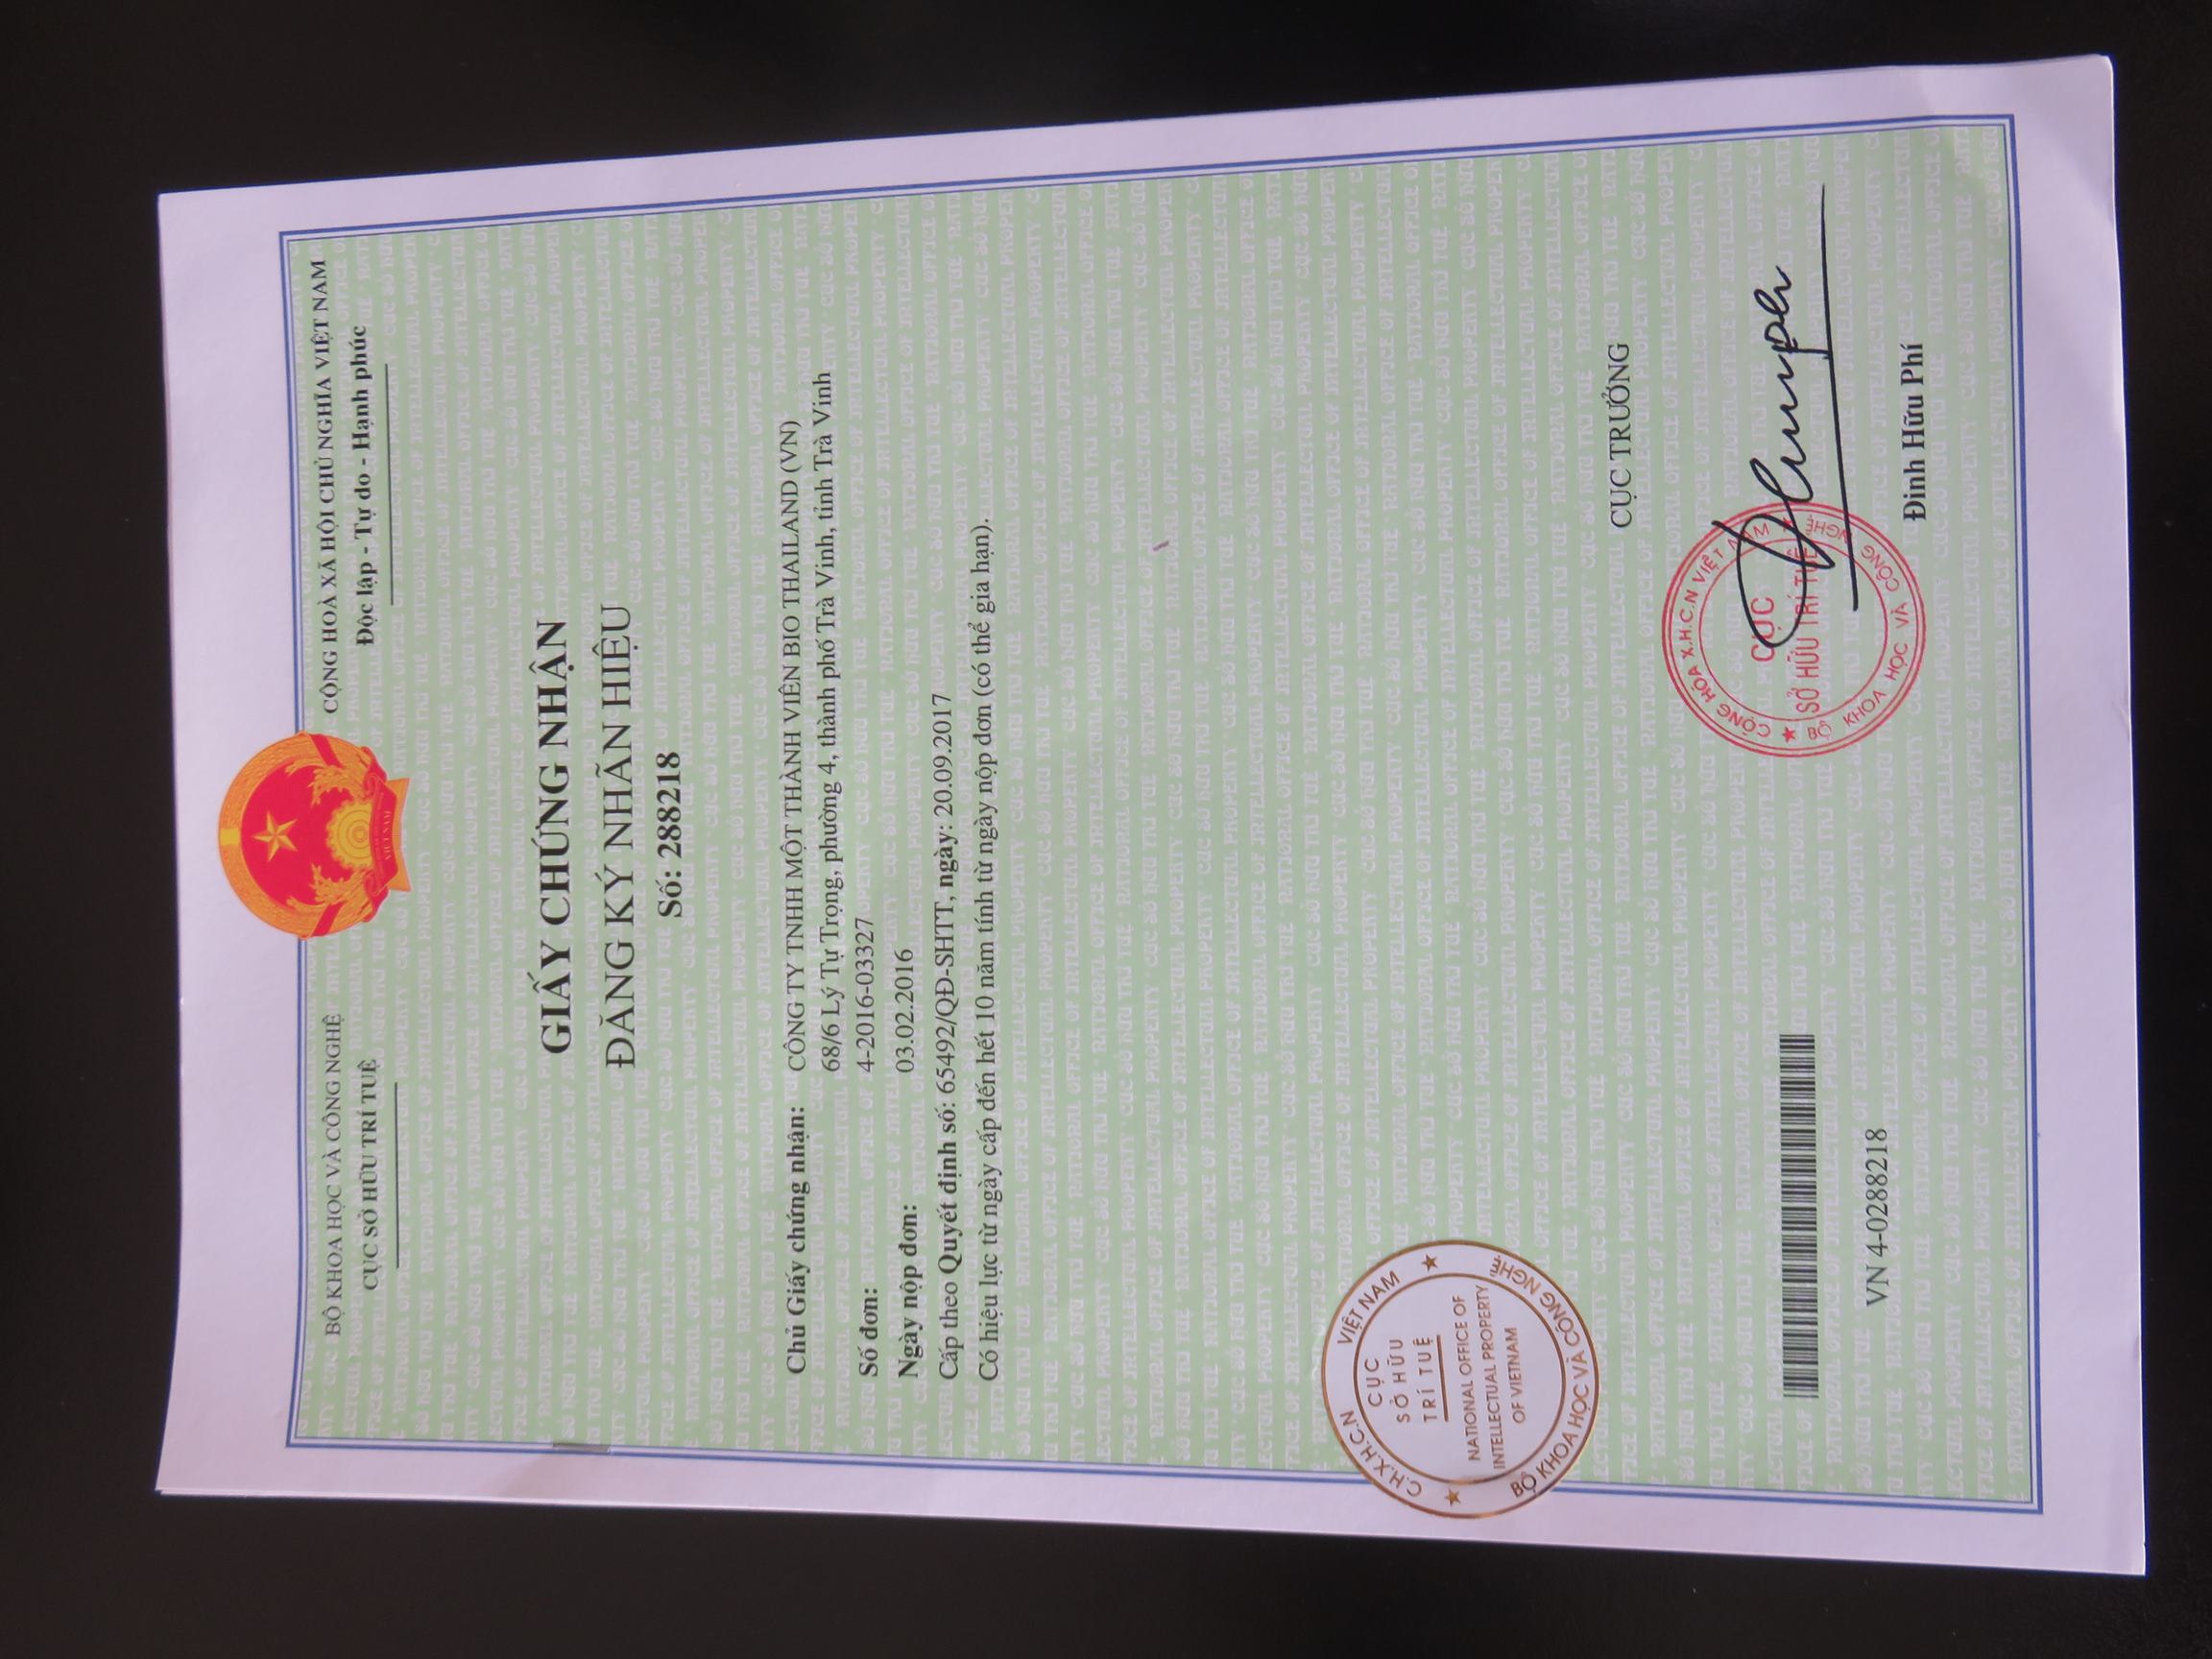 BỘ KHOA HỌC VÀ CÔNG NGHỆ
CỤC SỞ HỮU TRÍ TUỆ
CỘNG HOÀ XÃ HỘI CHỦ NGHĨA VIỆT NAM
Độc lập - Tự do - Hạnh phúc
VIỆT NAM
GIẤY CHỨNG NHẬN
ĐĂNG KÝ NHÃN HIỆU
Số: 288218
Chủ Giấy chứng nhận: CÔNG TY TNHH MỘT THÀNH VIÊN BIO THAILAND (VN)
68/6 Lý Tự Trọng, phường 4, thành phố Trà Vinh, tỉnh Trà Vinh
Số đơn: 4-2016-03327
Ngày nộp đơn: 03.02.2016
Cấp theo Quyết định số: 65492/QĐ-SHTT, ngày: 20.09.2017
Có hiệu lực từ ngày cấp đến hết 10 năm tính từ ngày nộp đơn (có thể gia hạn).
C.H.X.H.C.N VIỆT NAM
CỤC
SỞ HỮU
TRÍ TUỆ
NATIONAL OFFICE OF
INTELLECTUAL PROPERTY
OF VIETNAM
BỘ KHOA HỌC VÀ CÔNG NGHỆ
CỤC TRƯỞNG
CỘNG HÒA X.H.C.N VIỆT NAM
CỤC
SỞ HỮU TRÍ TUỆ
BỘ KHOA HỌC VÀ CÔNG NGHỆ
Đinh Hữu Phí
VN 4-0288218